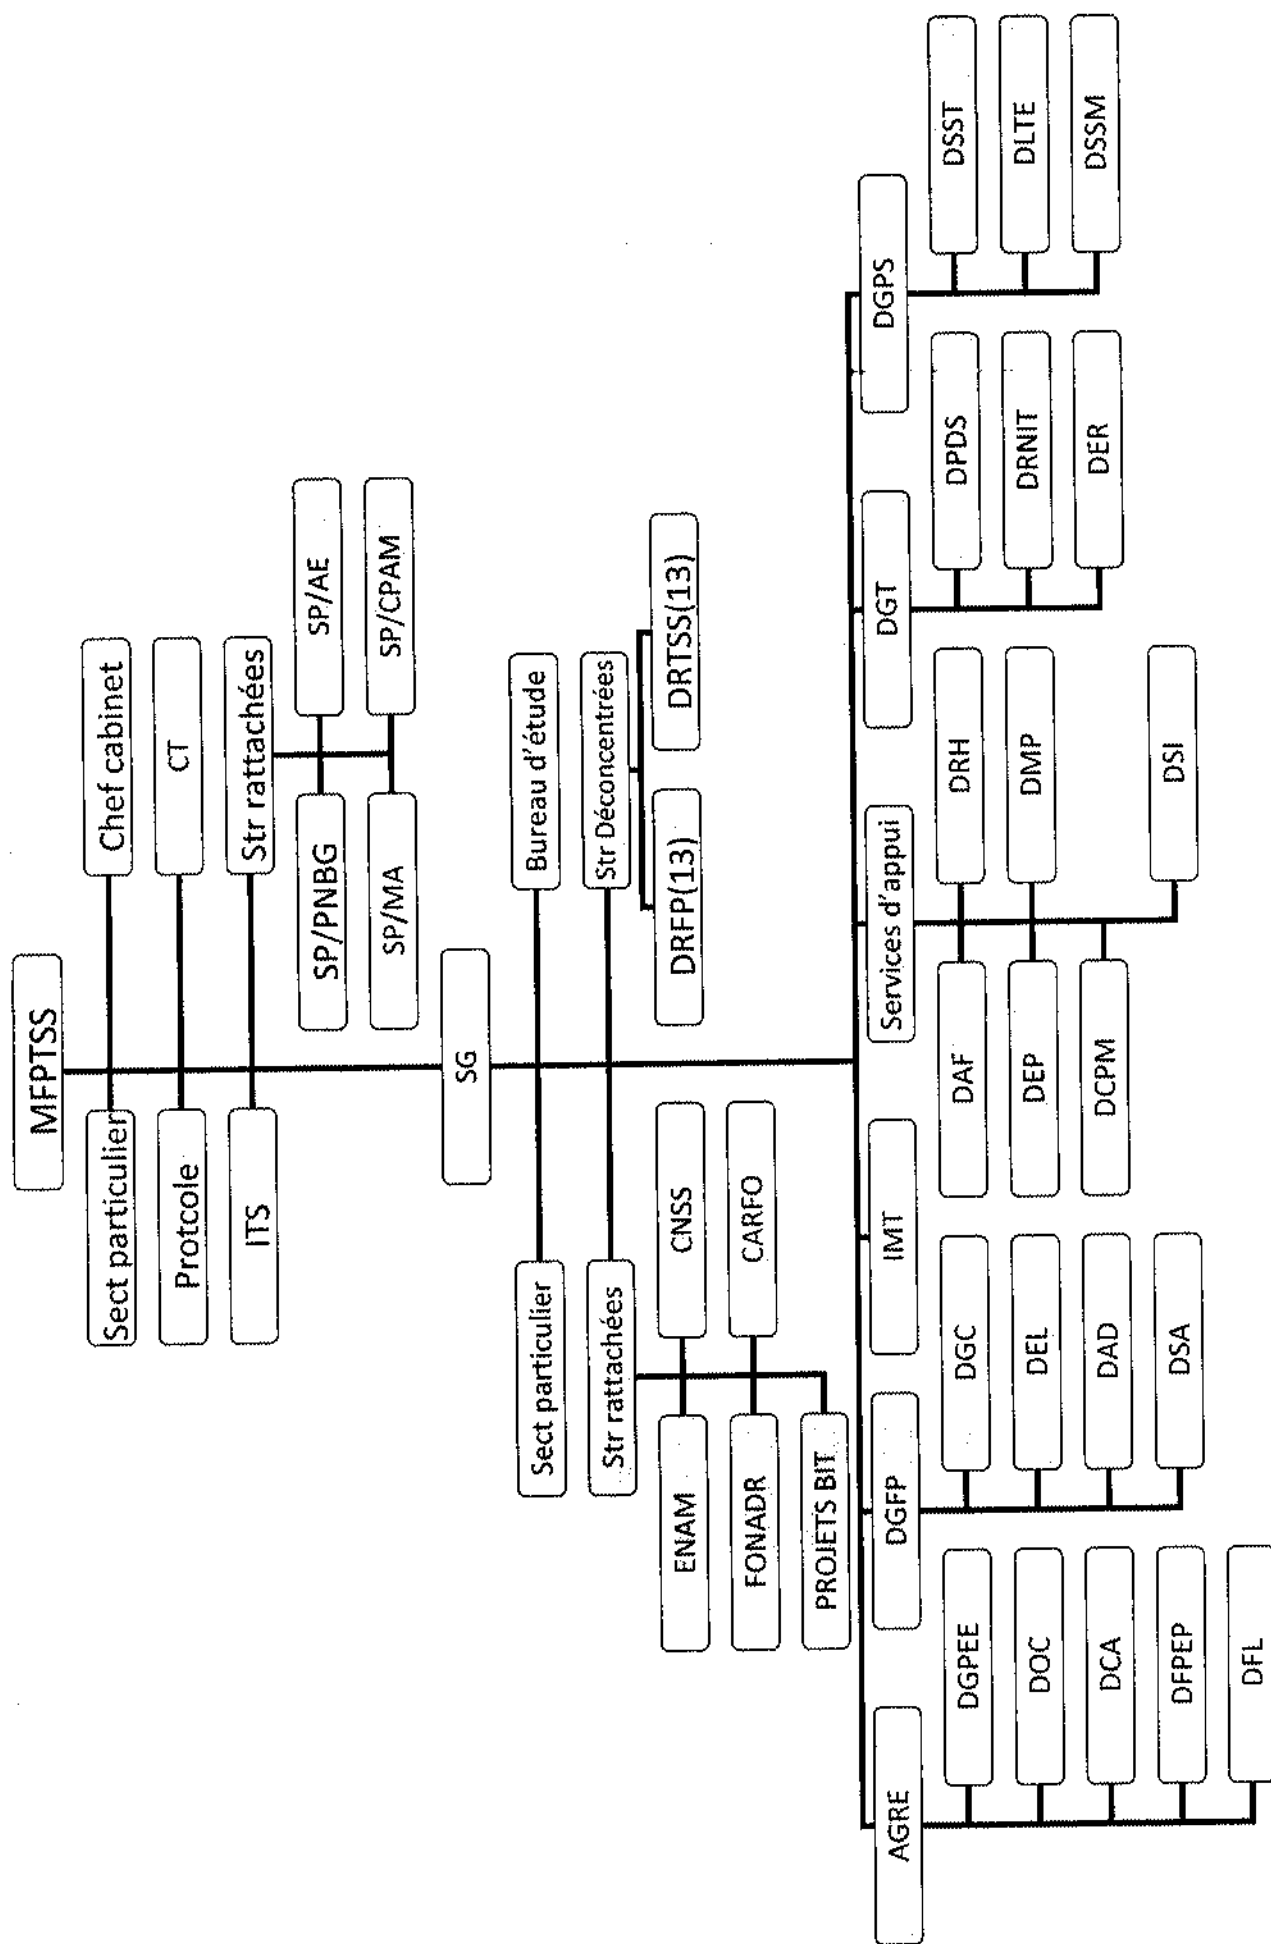 MFPTSS
Sect particulier
Chef cabinet
Protcole
CT
ITS
Str rattachées
SP/PNBG
SP/AE
SP/MA
SP/CPAM
SG
Sect particulier
Bureau d'étude
Str rattachées
Str Déconcentrées
ENAM
CNSS
DRFP(13)
DRTSS(13)
FONADR
CARFO
PROJETS BIT
AGRE
DGFP
IMT
Services d'appui
DGT
DGPS
DGPEE
DOC
DCA
DFPEP
DFL
DGC
DEL
DAD
DSA
DAF
DRH
DEP
DMP
DCPM
DSI
DPDS
DRNIT
DER
DSST
DLTE
DSSM